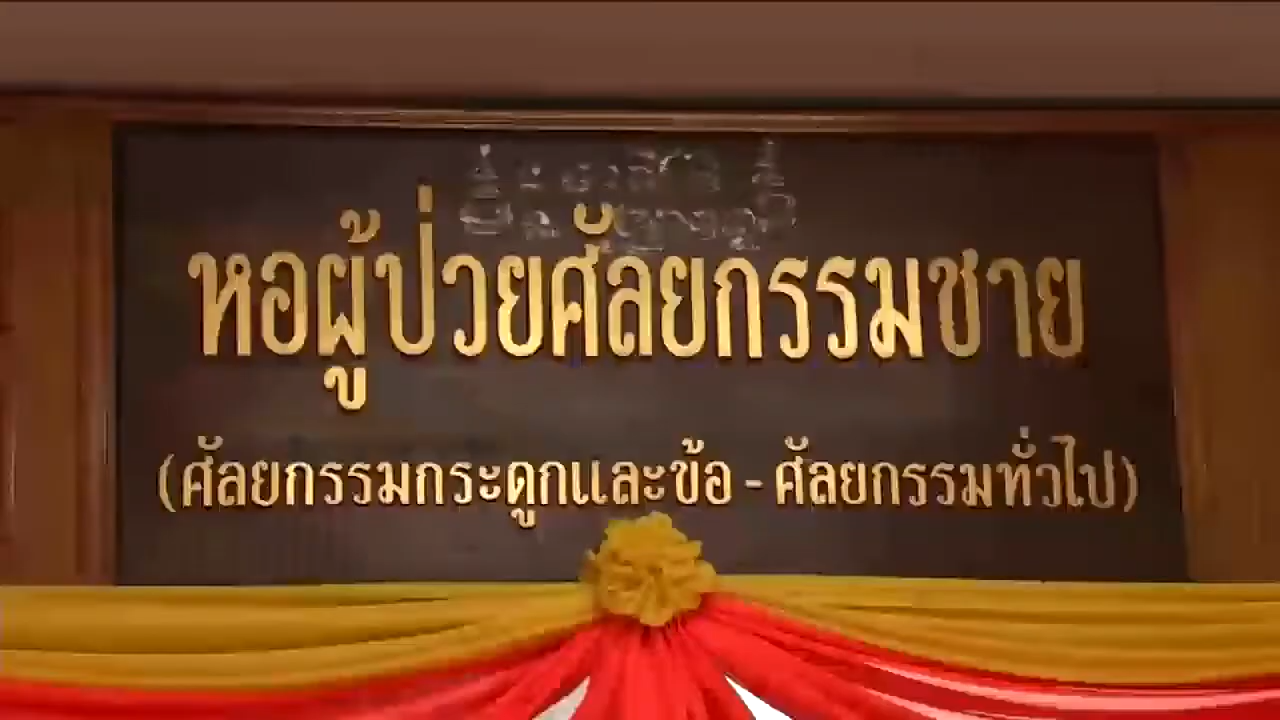 หอผู้ป่วยศัลยกรรมชาย
(ศัลยกรรมกระดูกและข้อ - ศัลยกรรมทั่วไป)